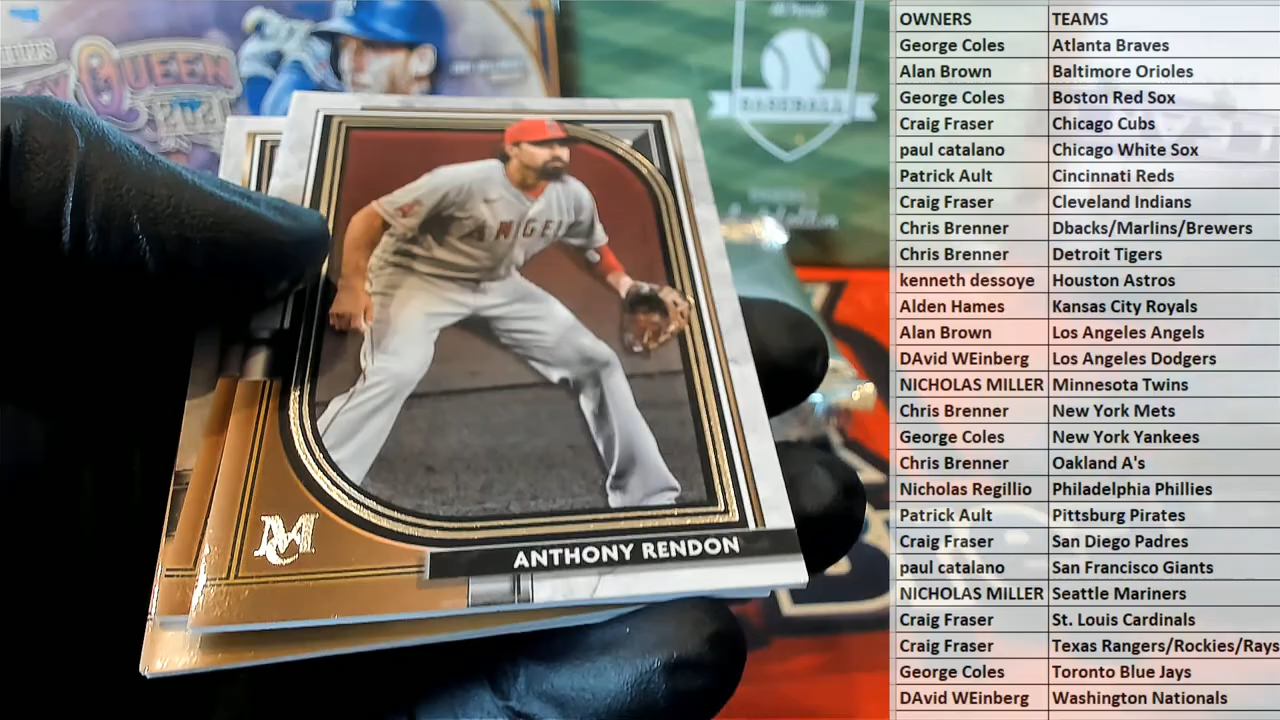 QUEEN
2021
BASEBALL
ANGEL
ANTHONY RENDON
OWNERS TEAMS
George Coles Atlanta Braves
Alan Brown Baltimore Orioles
George Coles Boston Red Sox
Craig Fraser Chicago Cubs
paul catalano Chicago White Sox
Patrick Ault Cincinnati Reds
Craig Fraser Cleveland Indians
Chris Brenner Dbacks/Marlins/Brewers
Chris Brenner Detroit Tigers
kenneth dessoye Houston Astros
Alden Hames Kansas City Royals
Alan Brown Los Angeles Angels
DAvid WEinberg Los Angeles Dodgers
NICHOLAS MILLER Minnesota Twins
Chris Brenner New York Mets
George Coles New York Yankees
Chris Brenner Oakland A's
Nicholas Regillio Philadelphia Phillies
Patrick Ault Pittsburg Pirates
Craig Fraser San Diego Padres
paul catalano San Francisco Giants
NICHOLAS MILLER Seattle Mariners
Craig Fraser St. Louis Cardinals
Craig Fraser Texas Rangers/Rockies/Rays
George Coles Toronto Blue Jays
DAvid WEinberg Washington Nationals